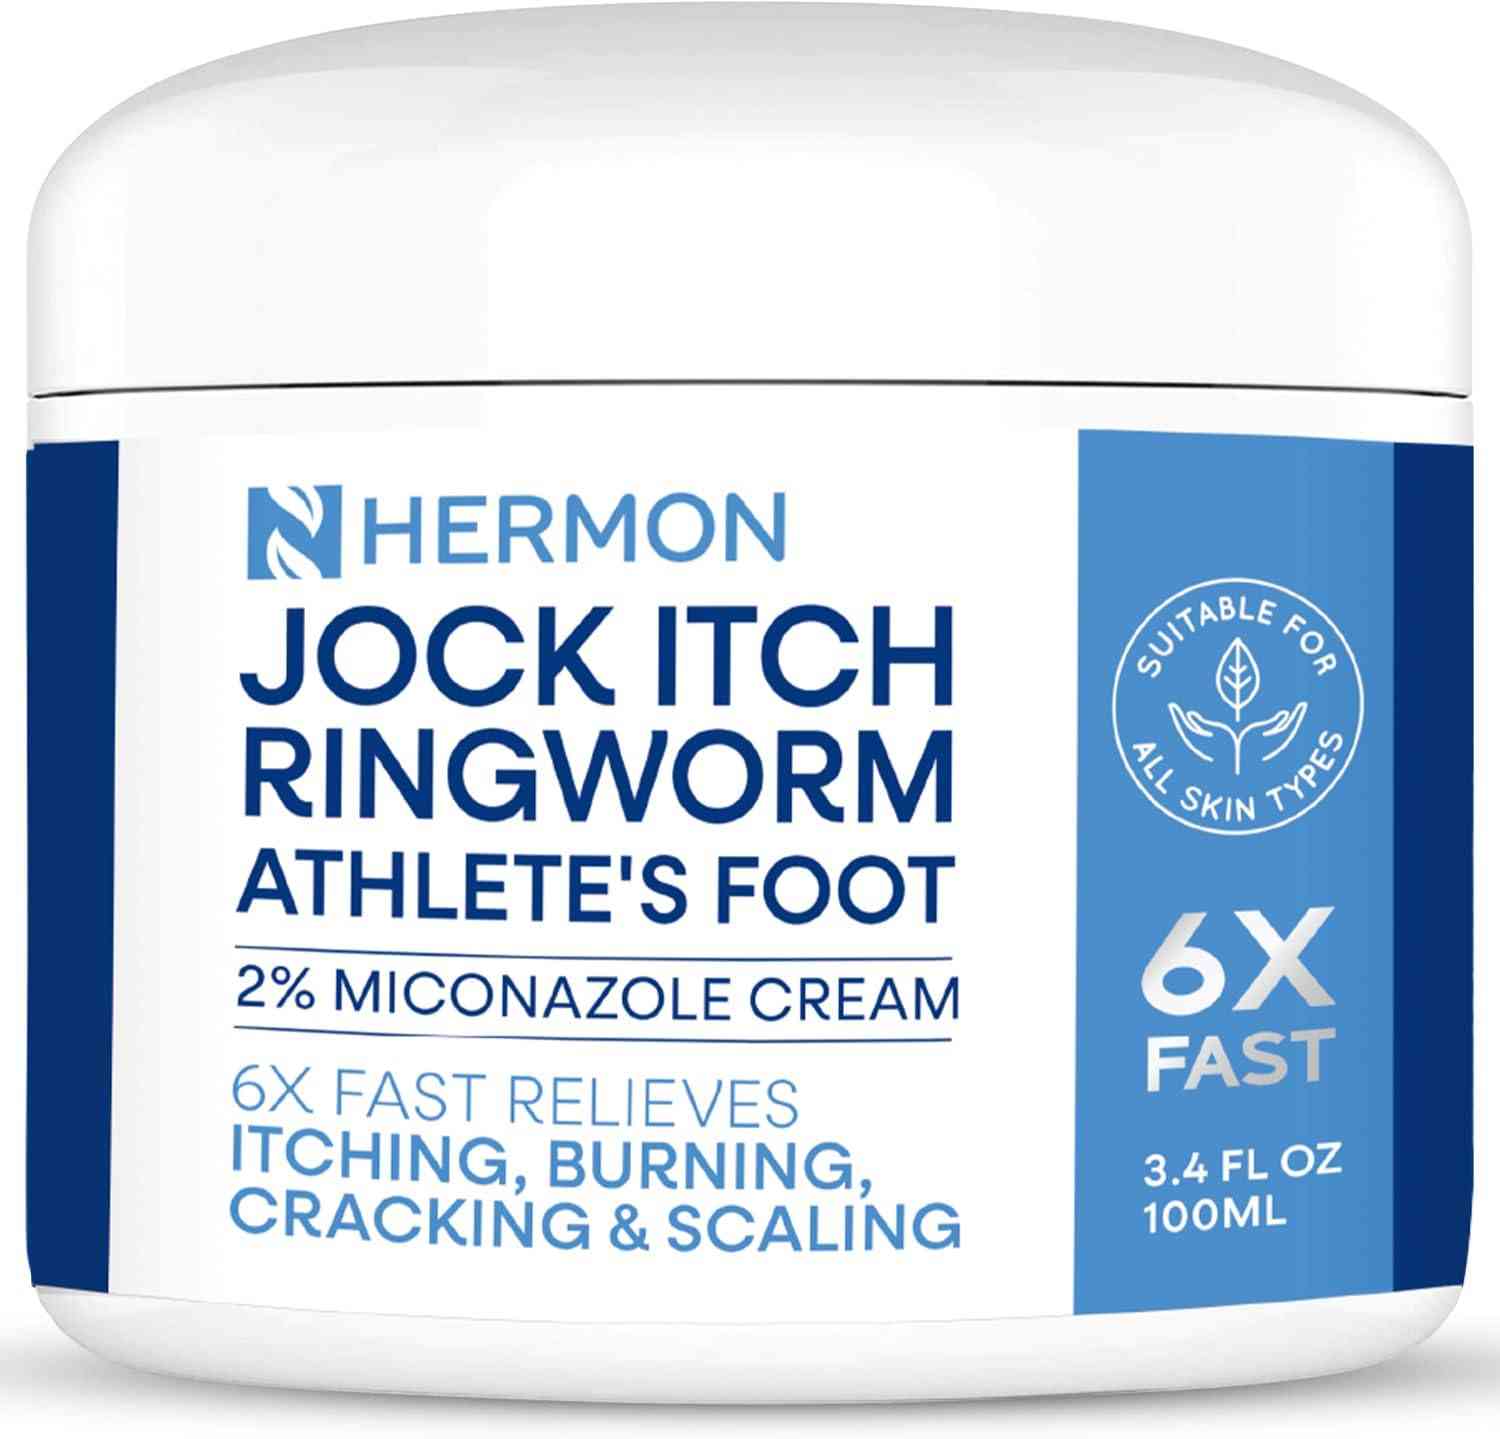 HERMON
JOCK ITCH
RINGWORM
ATHLETE'S FOOT
2% MICONAZOLE CREAM
6X FAST RELIEVES
ITCHING, BURNING,
CRACKING & SCALING
SUITABLE FOR
ALL SKIN TYPES
6X
FAST
3.4 FL OZ
100ML